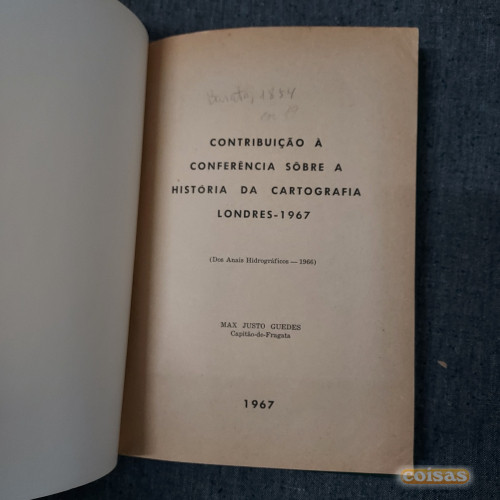 CONTRIBUIÇÃO À
CONFERÊNCIA SÔBRE A
HISTÓRIA DA CARTOGRAFIA
LONDRES-1967
(Dos Anais Hidrográficos — 1966)
MAX JUSTO GUEDES
Capitão-de-Fragata
1967
coisas